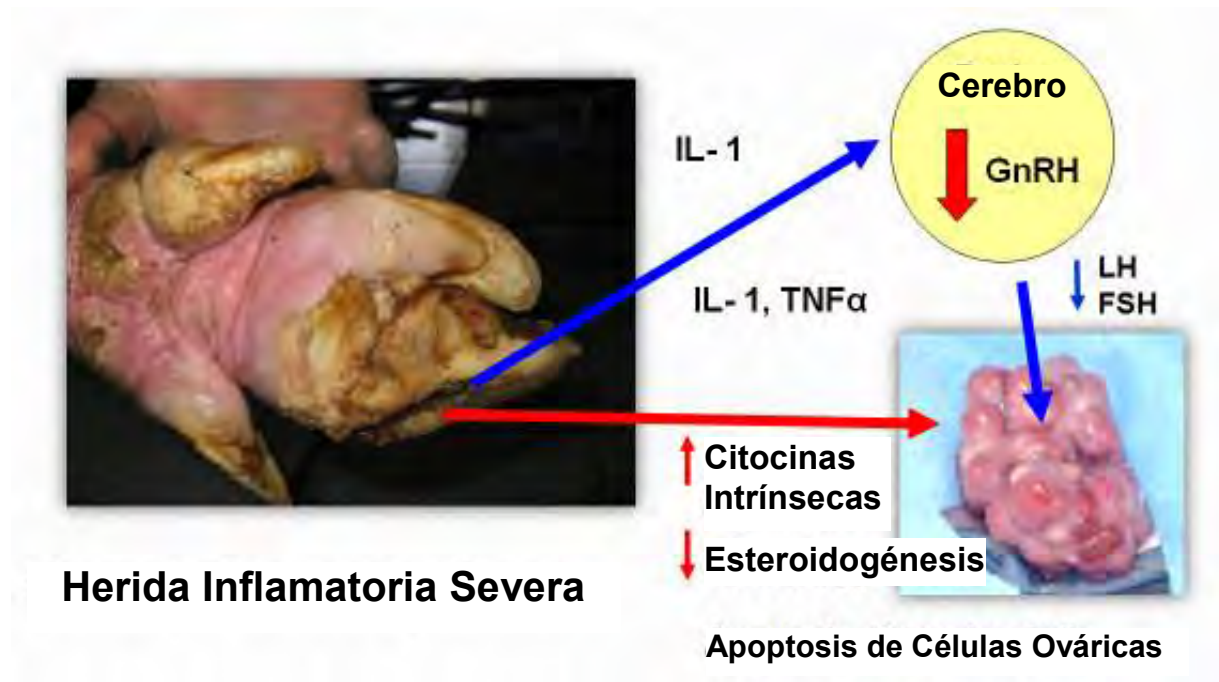 Cerebro
GnRH
IL- 1
LH
FSH
IL- 1, TNFα
Citocinas
Intrínsecas
Esteroidogénesis
Herida Inflamatoria Severa
Apoptosis de Células Ováricas